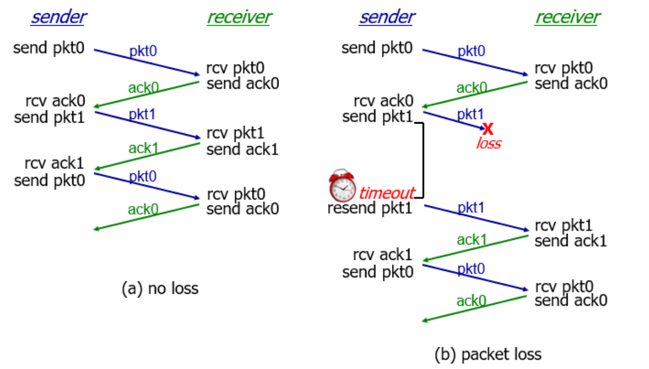 sender receiver
send pkt0
pkt0
rcv pkt0
send ack0
ack0
rcv ack0
send pkt1
pkt1
rcv pkt1
send ack1
ack1
rcv ack1
send pkt0
pkt0
rcv pkt0
send ack0
ack0
(a) no loss
sender receiver
send pkt0
pkt0
rcv pkt0
send ack0
ack0
rcv ack0
send pkt1
pkt1
X
loss
timeout
resend pkt1
pkt1
rcv pkt1
send ack1
ack1
rcv ack1
send pkt0
pkt0
rcv pkt0
send ack0
ack0
(b) packet loss